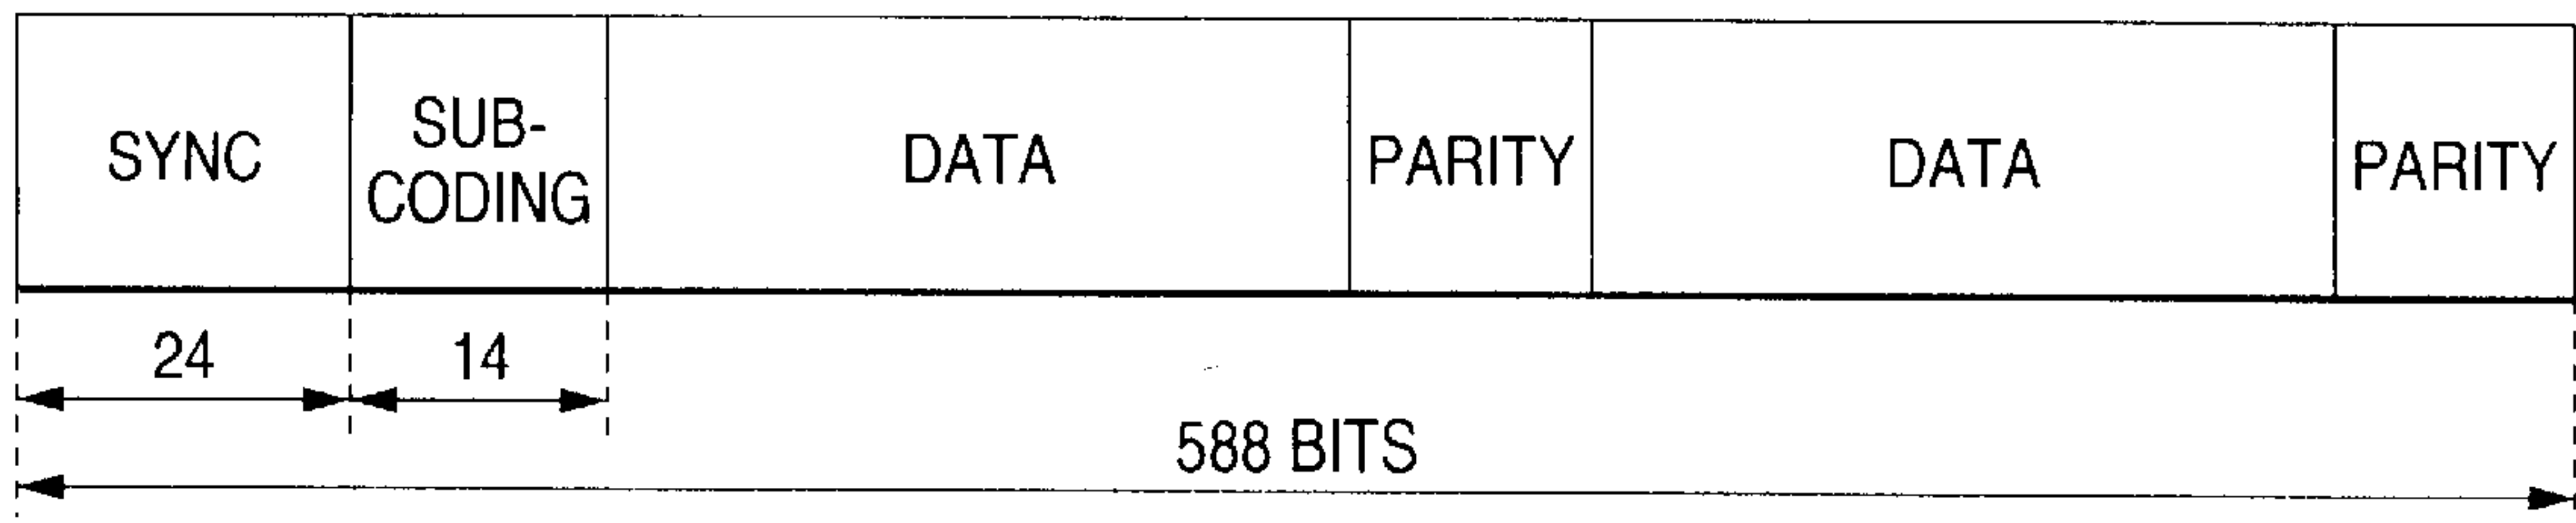 SYNC
SUB-
CODING
DATA
PARITY
DATA
PARITY
24
14
588 BITS